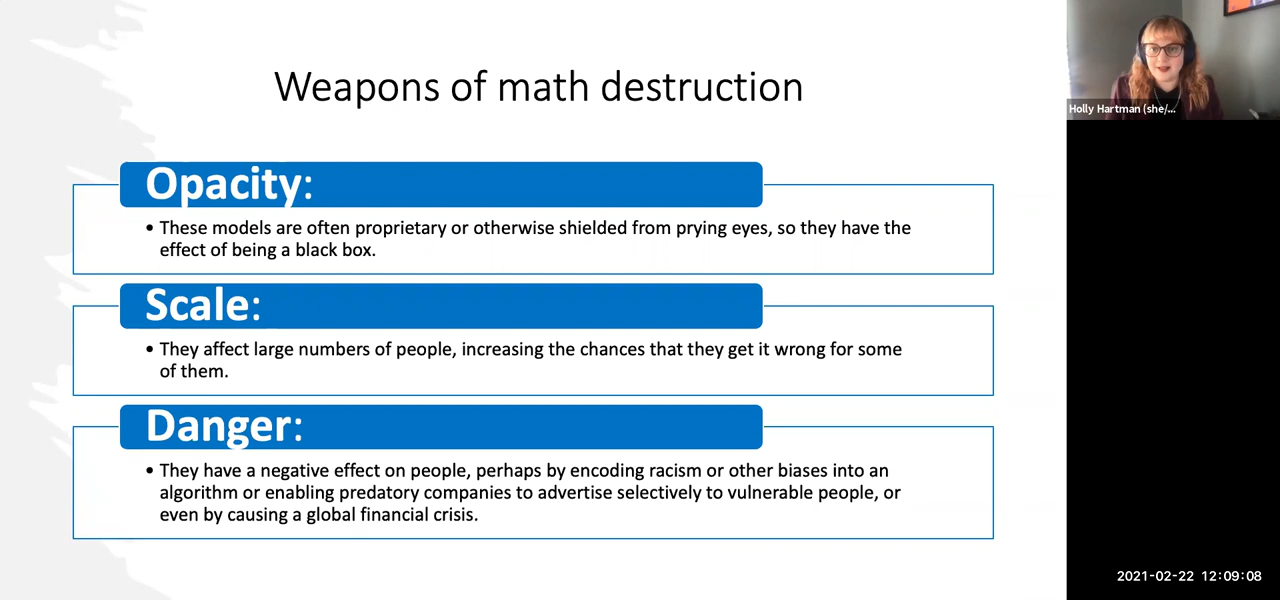 Weapons of math destruction
Holly Hartman (she/...
Opacity:
• These models are often proprietary or otherwise shielded from prying eyes, so they have the
effect of being a black box.
Scale:
• They affect large numbers of people, increasing the chances that they get it wrong for some
of them.
Danger:
• They have a negative effect on people, perhaps by encoding racism or other biases into an
algorithm or enabling predatory companies to advertise selectively to vulnerable people, or
even by causing a global financial crisis.
2021-02-22 12:09:08